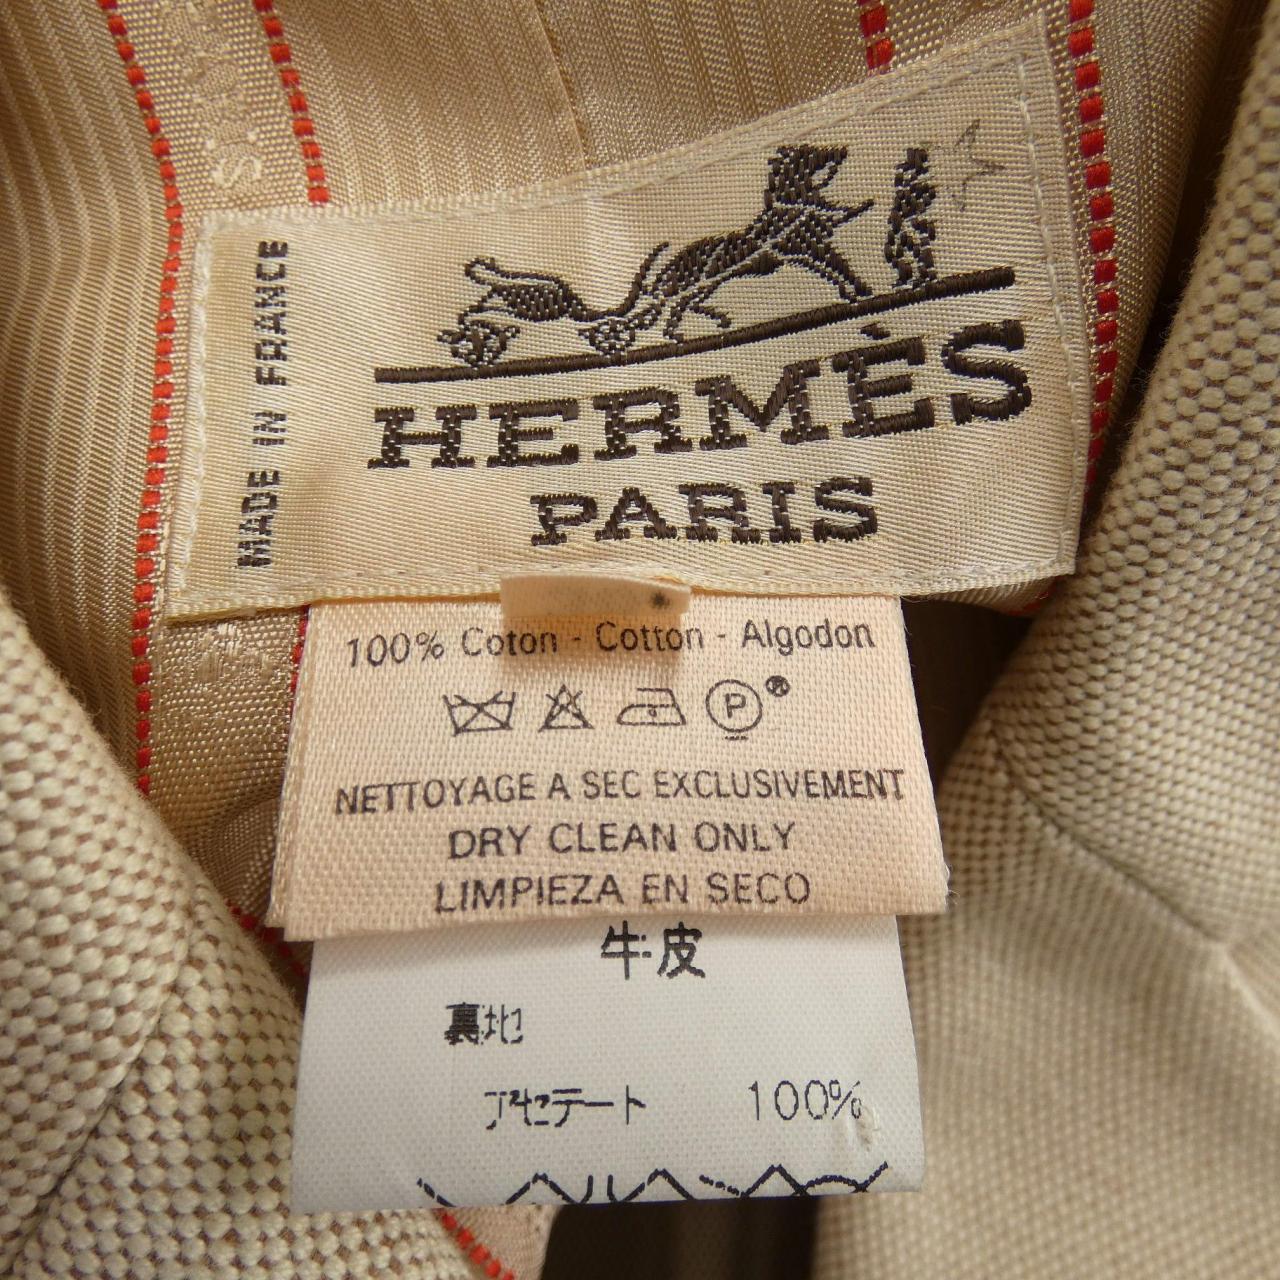 MADE IN FRANCE
HERMÈS
PARIS
100% Coton - Cotton - Algodon
P ®
NETTOYAGE A SEC EXCLUSIVEMENT
DRY CLEAN ONLY
LIMPIEZA EN SECO
牛皮
裏地
アセテート 100%